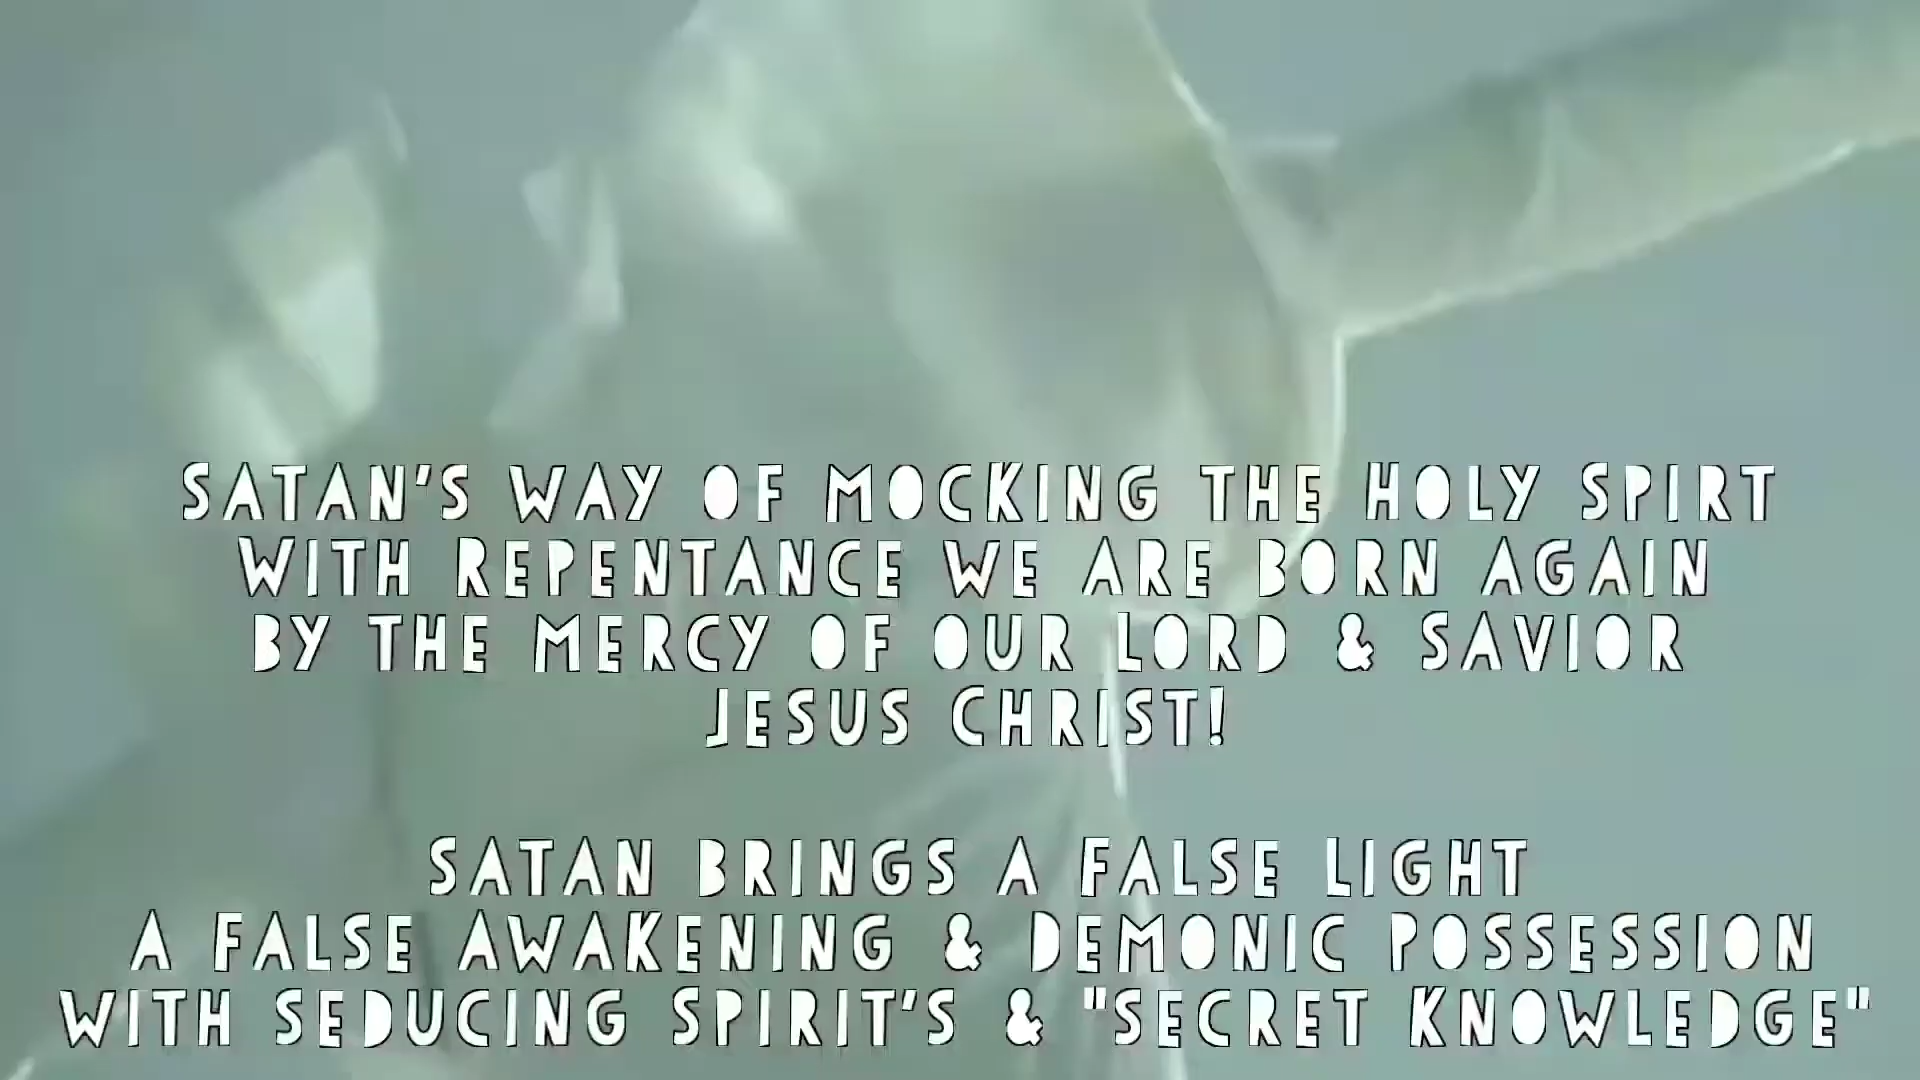 SATAN'S WAY OF MOCKING THE HOLY SPIRT
WITH REPENTANCE WE ARE BORN AGAIN
BY THE MERCY OF OUR LORD & SAVIOR
JESUS CHRIST!
SATAN BRINGS A FALSE LIGHT
A FALSE AWAKENING & DEMONIC POSSESSION
WITH SEDUCING SPIRIT'S & "SECRET KNOWLEDGE"